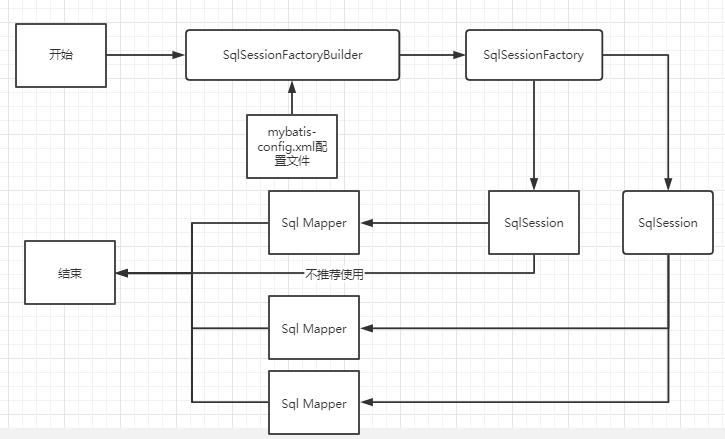 开始
SqlSessionFactoryBuilder
SqlSessionFactory
mybatis-
config.xml配
置文件
Sql Mapper
SqlSession
SqlSession
结束
不推荐使用
Sql Mapper
Sql Mapper